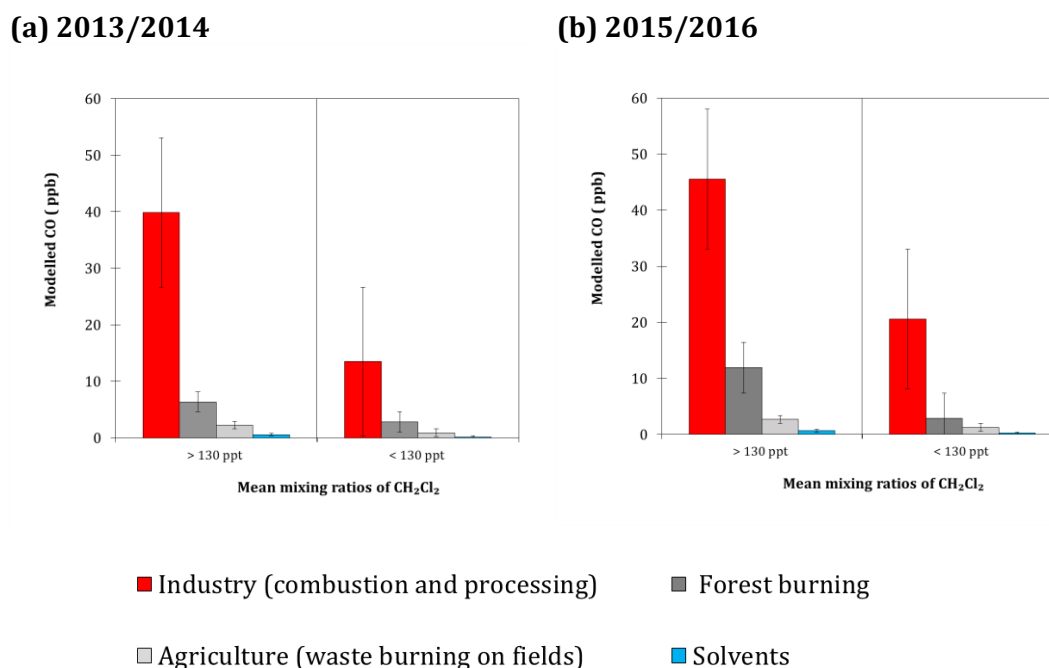 (a) 2013/2014
(b) 2015/2016
60
50
40
30
20
10
0
Modelled CO ( ppb)
> 130 ppt
< 130 ppt
Mean mixing ratios of CH₂Cl₂
60
50
40
30
20
10
0
Modelled CO ( ppb)
> 130 ppt
< 130 ppt
Mean mixing ratios of CH₂Cl₂
Industry (combustion and processing)
Forest burning
Agriculture (waste burning on fields)
Solvents